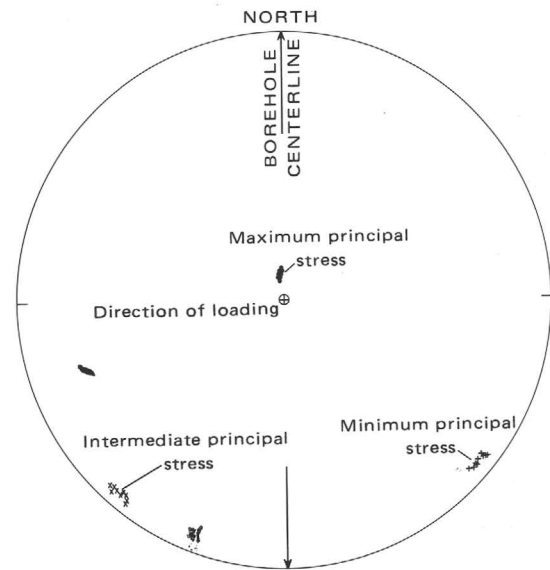 NORTH
BOREHOLE
CENTERLINE
Maximum principal
stress
Direction of loading
Minimum principal
stress
Intermediate principal
stress